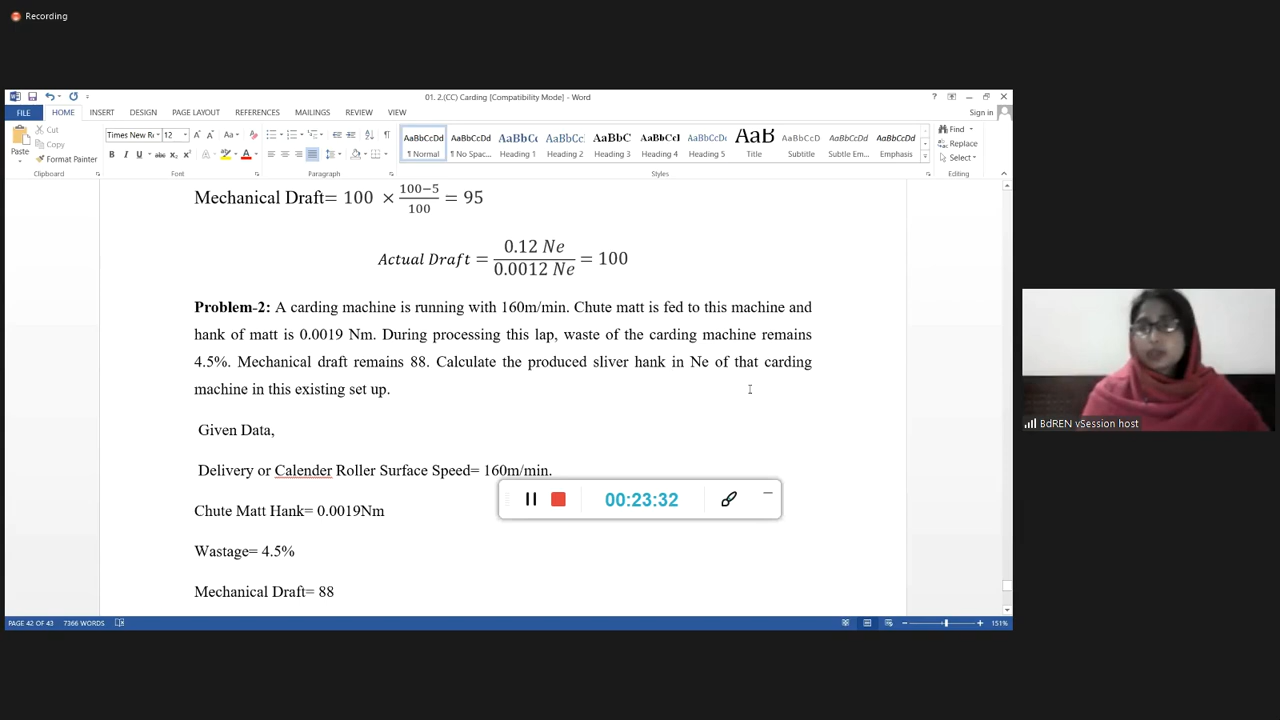 Recording
01. 2.(CC) Carding [Compatibility Mode] - Word
FILE HOME INSERT DESIGN PAGE LAYOUT REFERENCES MAILINGS REVIEW VIEW
Sign in
Paste
Cut
Copy
Format Painter
Times New Ro 12
AaBbCcDd AaBbCcDd AaBbCc AaBbCc AaBbC AaBbCcI AaBbCcDc AaB AaBbCcDd AaBbCcDd AaBbCcDd
¶ Normal ¶ No Spac... Heading 1 Heading 2 Heading 3 Heading 4 Heading 5 Title Subtitle Subtle Em... Emphasis
Find
Replace
Select
Clipboard Font Paragraph Styles Editing
Mechanical Draft= 100 × 100−5/100 = 95
Actual Draft = 0.12 Ne/0.0012 Ne = 100
Problem-2: A carding machine is running with 160m/min. Chute matt is fed to this machine and
hank of matt is 0.0019 Nm. During processing this lap, waste of the carding machine remains
4.5%. Mechanical draft remains 88. Calculate the produced sliver hank in Ne of that carding
machine in this existing set up.
Given Data,
Delivery or Calender Roller Surface Speed= 160m/min.
00:23:32
Chute Matt Hank= 0.0019Nm
Wastage= 4.5%
Mechanical Draft= 88
PAGE 42 OF 43 7366 WORDS
151%
BdREN vSession host